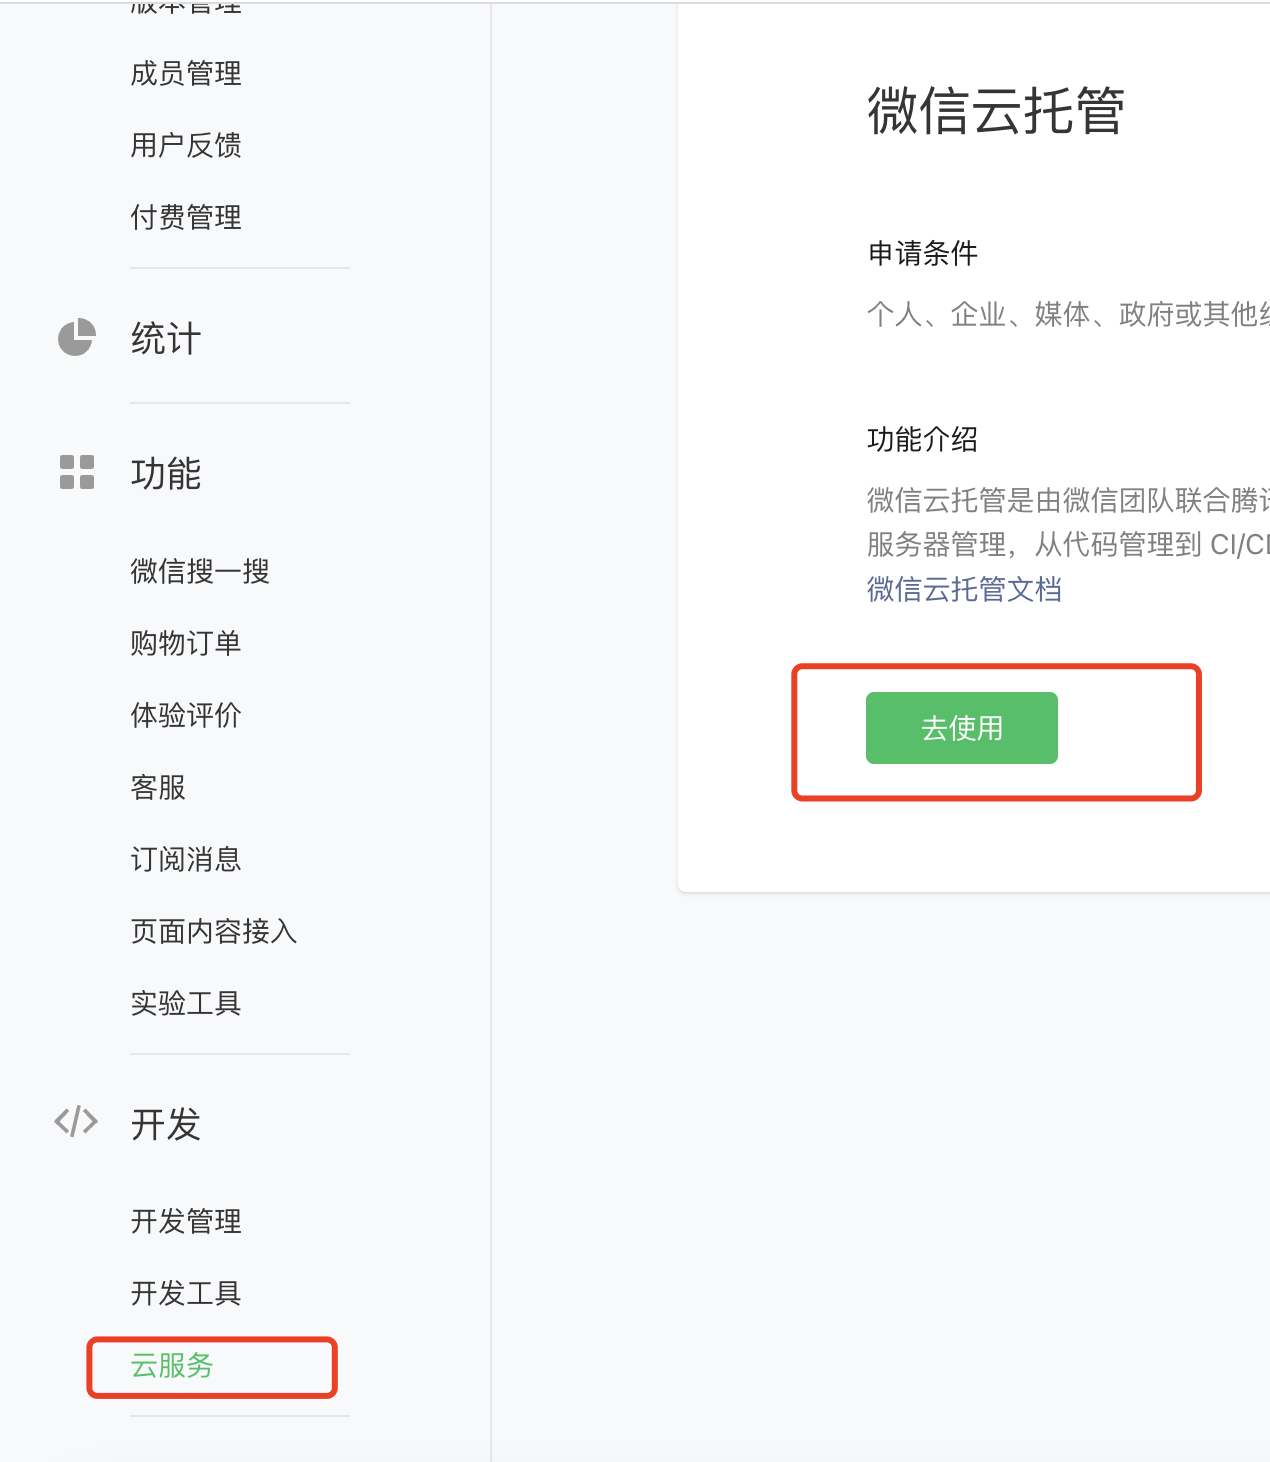 版本管理
成员管理
用户反馈
付费管理
统计
功能
微信搜一搜
购物订单
体验评价
客服
订阅消息
页面内容接入
实验工具
开发
开发管理
开发工具
云服务
微信云托管
申请条件
个人、企业、媒体、政府或其他
功能介绍
微信云托管是由微信团队联合腾
服务器管理，从代码管理到 CI/C
微信云托管文档
去使用